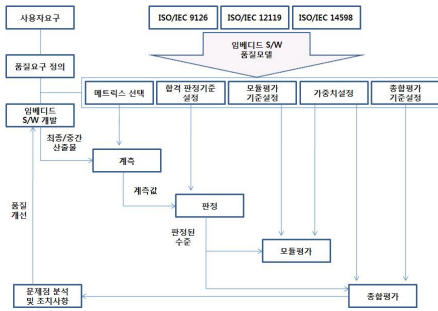 사용자요구
ISO/IEC 9126
ISO/IEC 12119
ISO/IEC 14598
임베디드 S/W
품질모델
품질요구 정의
메트릭스 선택
합격 판정기준
설정
모듈평가
기준설정
가중치설정
종합평가
기준설정
임베디드
S/W 개발
최종/중간
산출물
계측
계측값
판정
품질
개선
판정된
수준
모듈평가
문제점 분석
및 조치사항
종합평가